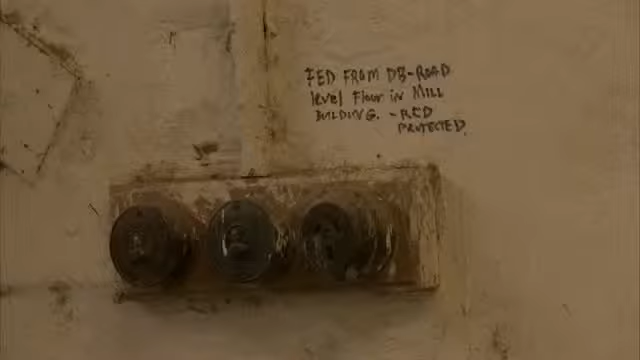 FED FROM DB-ROAD
level Floor in MILL
BUILDING. - RCD
PROTECTED.